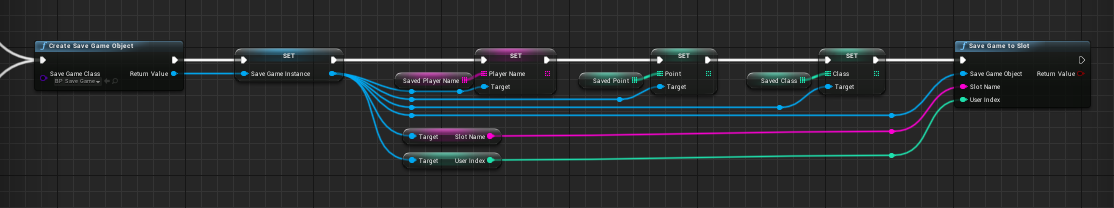 Create Save Game Object
Save Game Class
BP Save Game
Return Value
SET
Save Game Instance
Saved Player Name
SET
Player Name
Target
Saved Point
SET
Point
Target
Saved Class
SET
Class
Target
Target
Slot Name
Target
User Index
Save Game to Slot
Save Game Object
Return Value
Slot Name
User Index